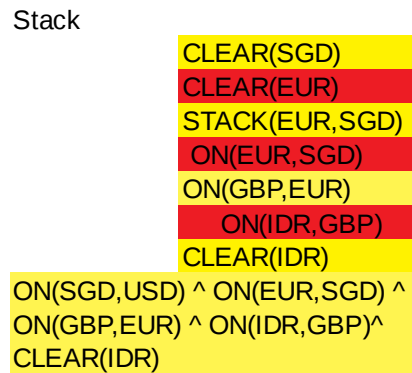 Stack
CLEAR(SGD)
CLEAR(EUR)
STACK(EUR,SGD)
ON(EUR,SGD)
ON(GBP,EUR)
ON(IDR,GBP)
CLEAR(IDR)
ON(SGD,USD) ^ ON(EUR,SGD) ^
ON(GBP,EUR) ^ ON(IDR,GBP)^
CLEAR(IDR)